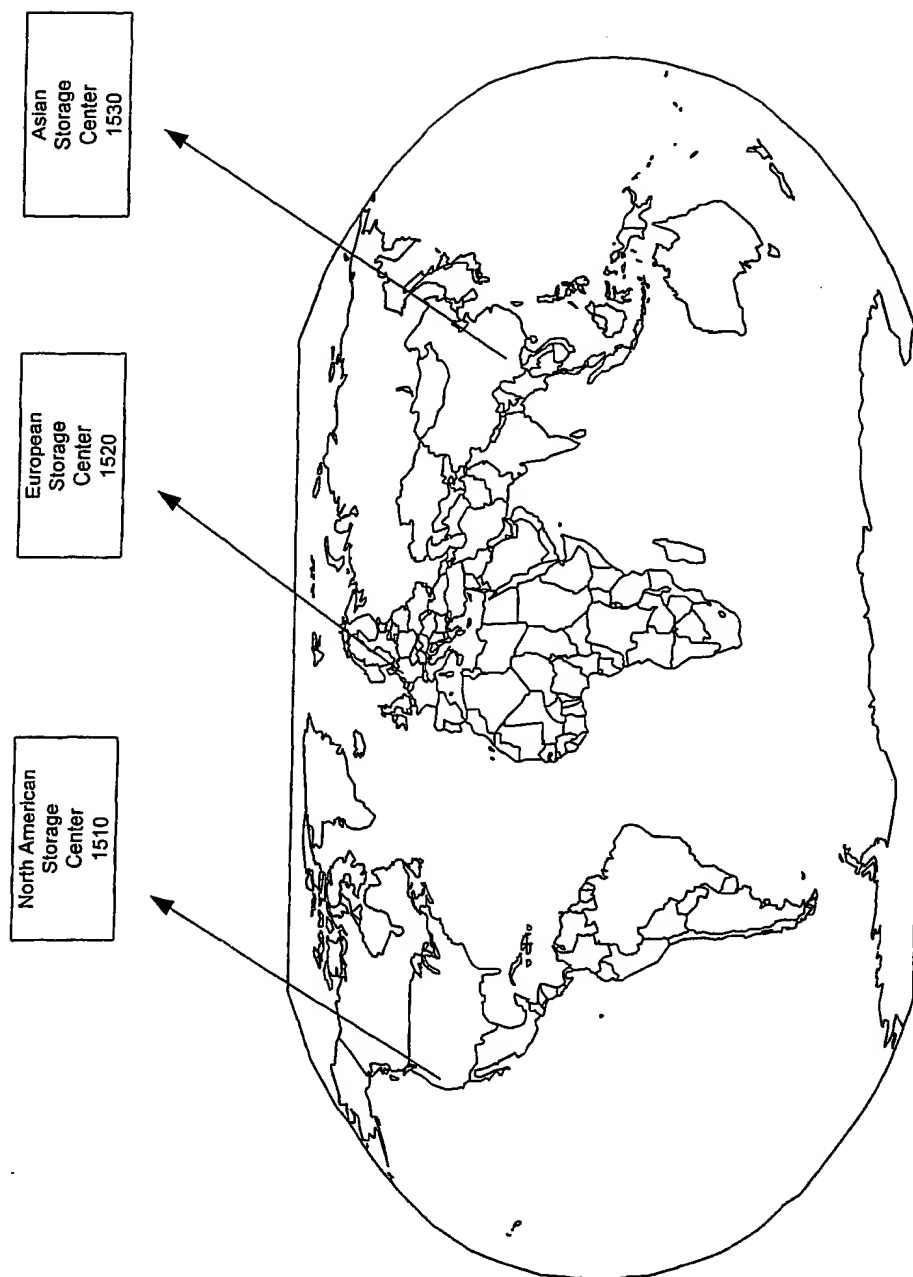 North American
Storage
Center
1510
European
Storage
Center
1520
Asian
Storage
Center
1530